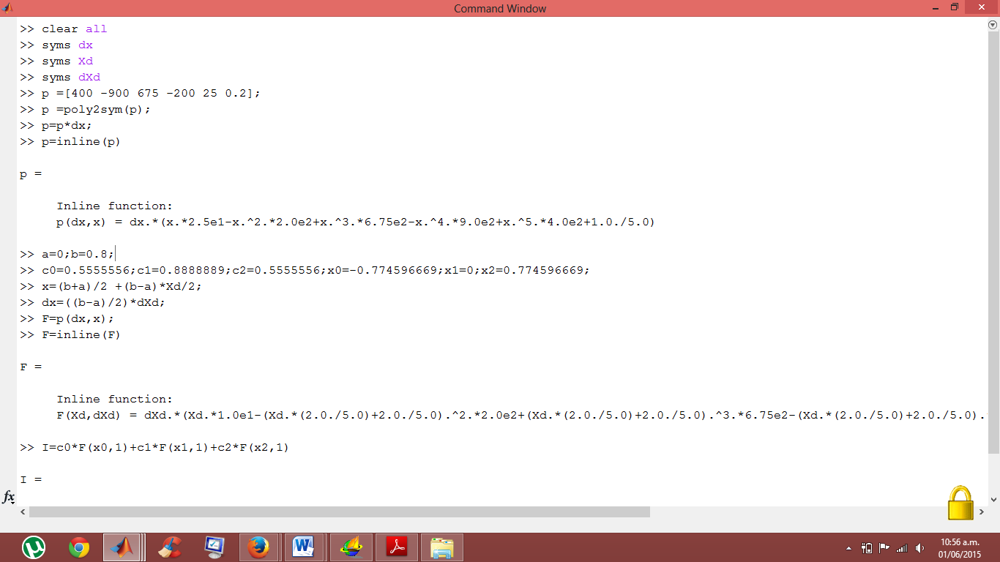 Command Window
>> clear all
>> syms dx
>> syms Xd
>> syms dXd
>> p =[400 -900 675 -200 25 0.2];
>> p =poly2sym(p);
>> p=p*dx;
>> p=inline(p)
p =
Inline function:
p(dx,x) = dx.*(x.*2.5e1-x.^2.*2.0e2+x.^3.*6.75e2-x.^4.*9.0e2+x.^5.*4.0e2+1.0./5.0)
>> a=0;b=0.8;
>> c0=0.5555556;c1=0.8888889;c2=0.5555556;x0=-0.774596669;x1=0;x2=0.774596669;
>> x=(b+a)/2 +(b-a)*Xd/2;
>> dx=((b-a)/2)*dXd;
>> F=p(dx,x);
>> F=inline(F)
F =
Inline function:
F(Xd,dXd) = dXd.*(Xd.*1.0e1-(Xd.*(2.0./5.0)+2.0./5.0).^2.*2.0e2+(Xd.*(2.0./5.0)+2.0./5.0).^3.*6.75e2-(Xd.*(2.0./5.0)+2.0./5.0).
>> I=c0*F(x0,1)+c1*F(x1,1)+c2*F(x2,1)
I =
fx
10:56 a.m.
01/06/2015